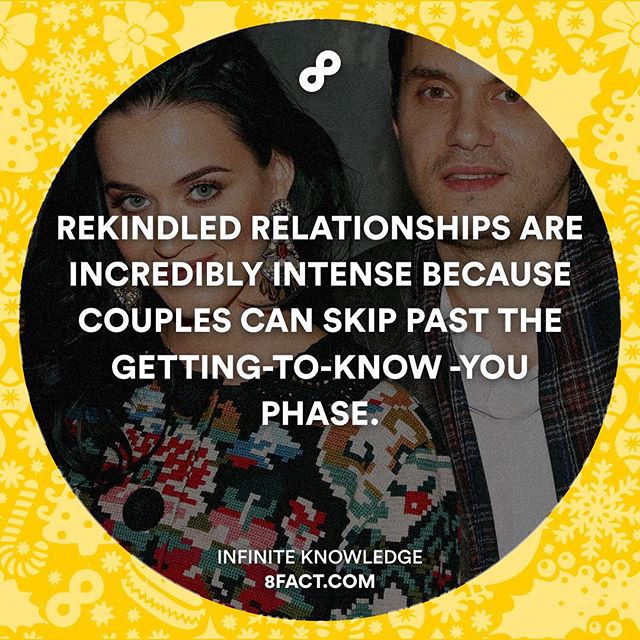 REKINDLED RELATIONSHIPS ARE
INCREDIBLY INTENSE BECAUSE
COUPLES CAN SKIP PAST THE
GETTING-TO-KNOW -YOU
PHASE.
INFINITE KNOWLEDGE
8FACT.COM